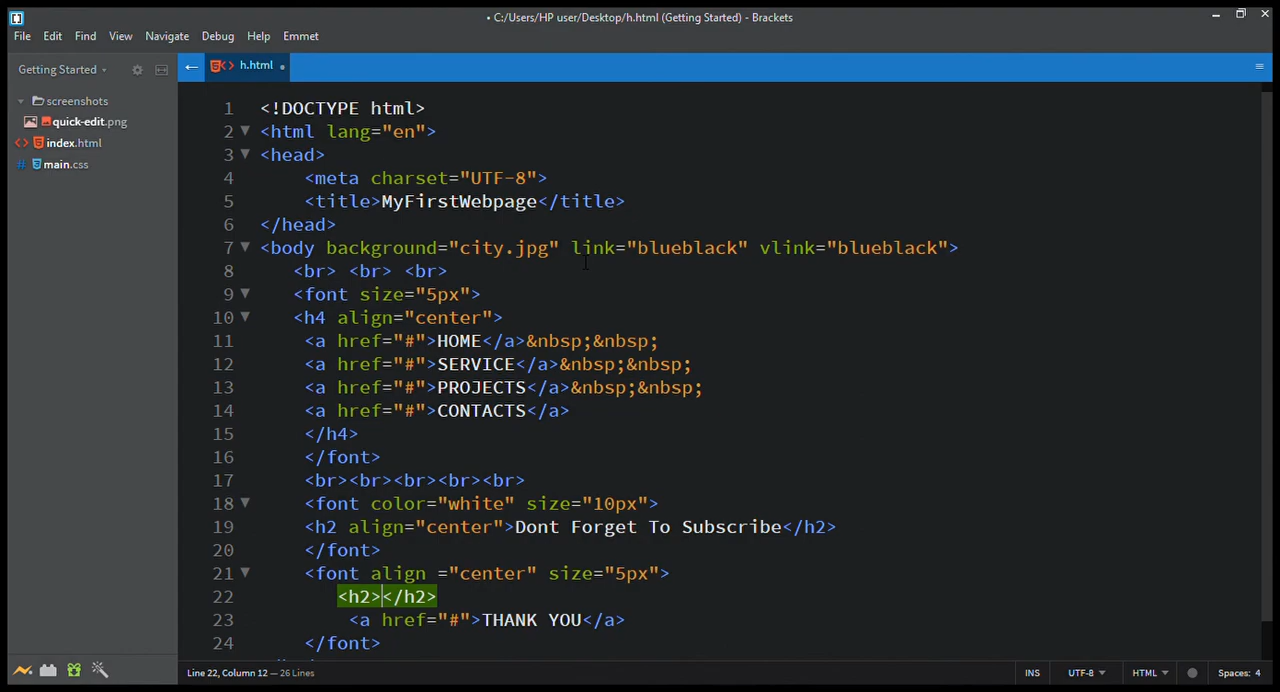 • C:/Users/HP user/Desktop/h.html (Getting Started) - Brackets
File Edit Find View Navigate Debug Help Emmet
Getting Started
h.html •
screenshots
quick-edit.png
index.html
main.css
1 <!DOCTYPE html>
2 <html lang="en">
3 <head>
4 <meta charset="UTF-8">
5 <title>MyFirstWebpage</title>
6 </head>
7 <body background="city.jpg" link="blueblack" vlink="blueblack">
8 <br> <br> <br>
9 <font size="5px">
10 <h4 align="center">
11 <a href="#">HOME</a>&nbsp;&nbsp;
12 <a href="#">SERVICE</a>&nbsp;&nbsp;
13 <a href="#">PROJECTS</a>&nbsp;&nbsp;
14 <a href="#">CONTACTS</a>
15 </h4>
16 </font>
17 <br><br><br><br><br>
18 <font color="white" size="10px">
19 <h2 align="center">Dont Forget To Subscribe</h2>
20 </font>
21 <font align ="center" size="5px">
22 <h2></h2>
23 <a href="#">THANK YOU</a>
24 </font>
Line 22, Column 12 — 26 Lines
INS UTF-8 HTML Spaces: 4